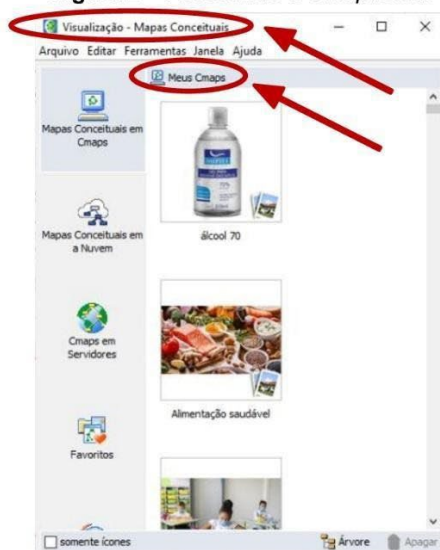 Visualização - Mapas Conceituais
Arquivo Editar Ferramentas Janela Ajuda
Meus Cmaps
Mapas Conceituais em
Cmaps
álcool 70
Mapas Conceituais em
a Nuvem
Cmaps em
Servidores
Alimentação saudável
Favoritos
somente ícones
Árvore
Apagar